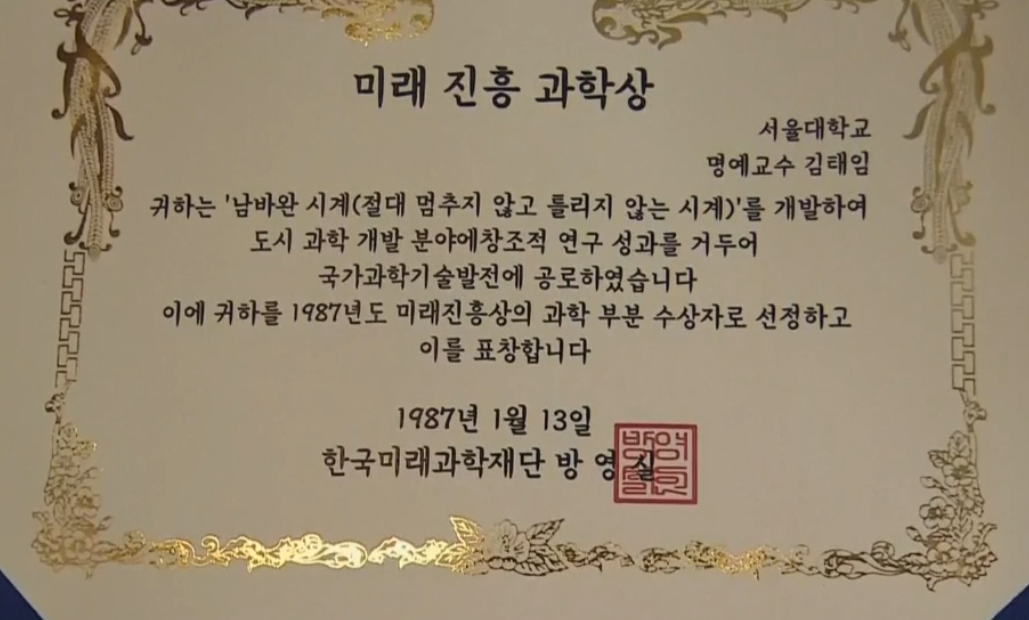 미래 진흥 과학상
서울대학교
명예교수 김태임
귀하는 '남바완 시계(절대 멈추지 않고 틀리지 않는 시계)'를 개발하여
도시 과학 개발 분야에창조적 연구 성과를 거두어
국가과학기술발전에 공로하였습니다
이에 귀하를 1987년도 미래진흥상의 과학 부분 수상자로 선정하고
이를 표창합니다
1987년 1월 13일
한국미래과학재단 방 영 실